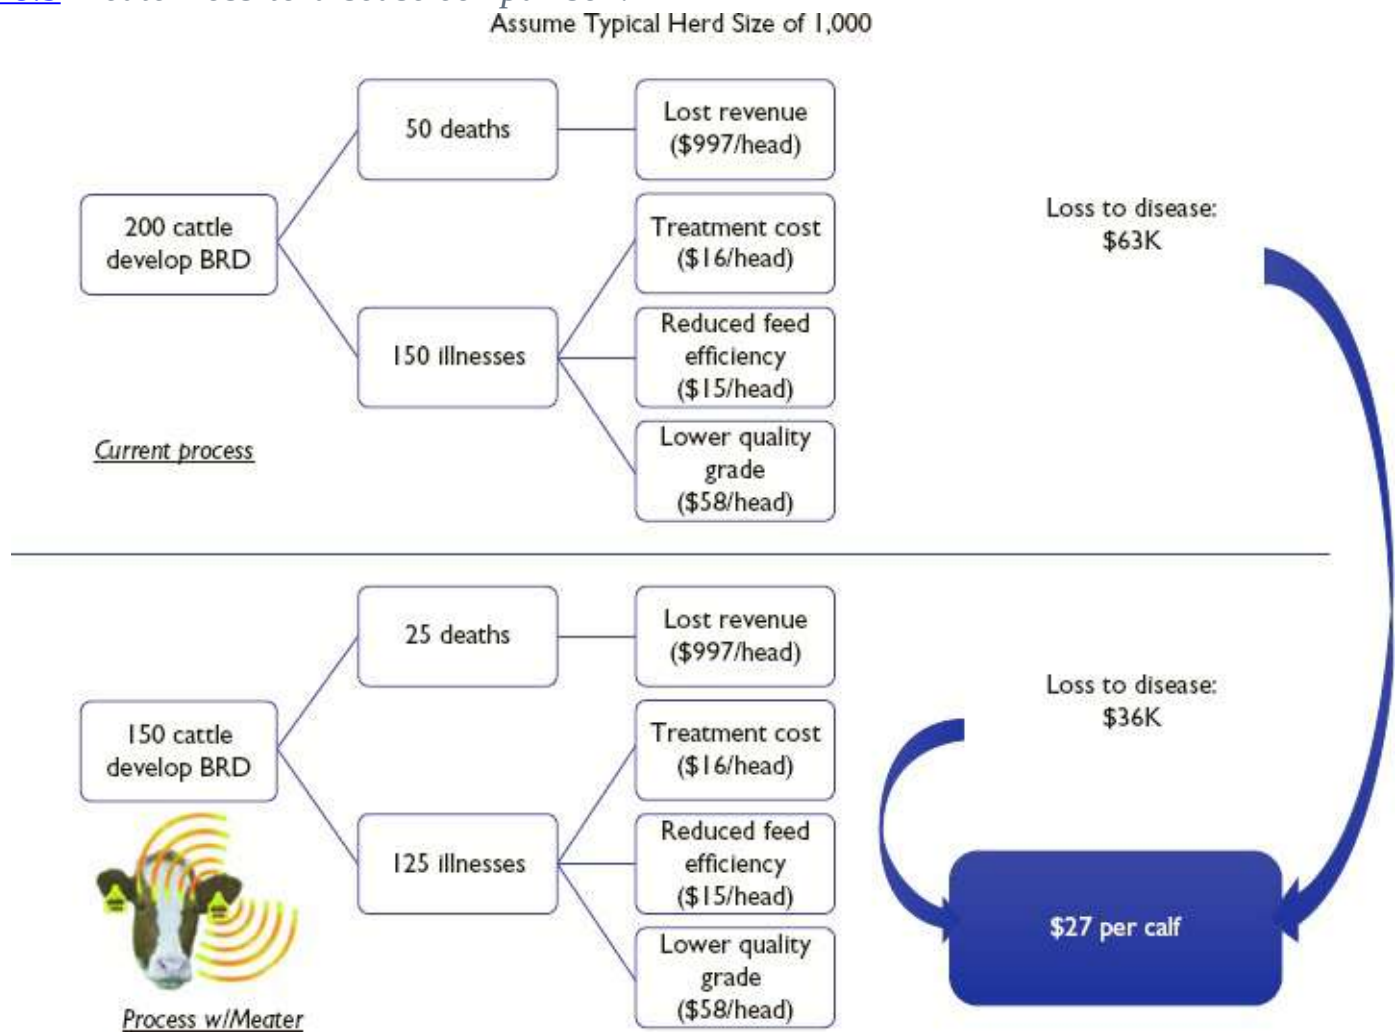 Assume Typical Herd Size of 1,000
200 cattle
develop BRD
50 deaths
Lost revenue
($997/head)
150 illnesses
Treatment cost
($16/head)
Reduced feed
efficiency
($15/head)
Lower quality
grade
($58/head)
Loss to disease:
$63K
Current process
150 cattle
develop BRD
25 deaths
Lost revenue
($997/head)
125 illnesses
Treatment cost
($16/head)
Reduced feed
efficiency
($15/head)
Lower quality
grade
($58/head)
Loss to disease:
$36K
$27 per calf
Process w/Meater